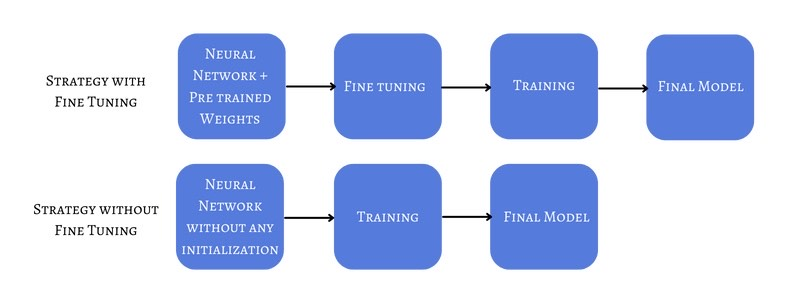 Strategy with
Fine Tuning
Neural
Network +
Pre trained
Weights
Fine tuning
Training
Final Model
Strategy without
Fine Tuning
Neural
Network
without any
initialization
Training
Final Model